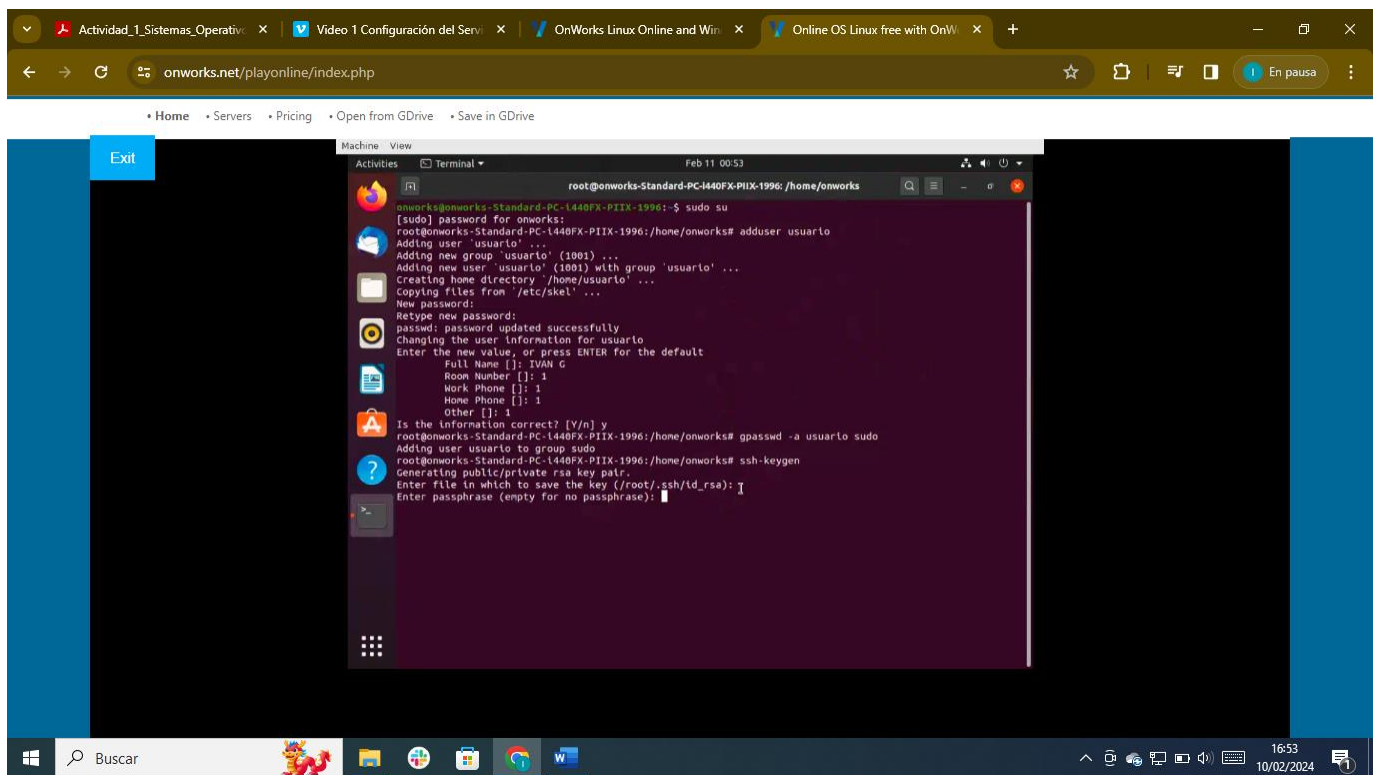 Actividad_1_Sistemas_Operativo
Video 1 Configuración del Servi
OnWorks Linux Online and Win
Online OS Linux free with OnW
onworks.net/playonline/index.php
I En pausa
• Home • Servers • Pricing • Open from GDrive • Save in GDrive
Exit
Machine View
Activities Terminal Feb 11 00:53
root@onworks-Standard-PC-i440FX-PIIX-1996: /home/onworks
onworks@onworks-Standard-PC-i440FX-PIIX-1996:~$ sudo su
[sudo] password for onworks:
root@onworks-Standard-PC-i440FX-PIIX-1996:/home/onworks# adduser usuario
Adding user `usuario' ...
Adding new group `usuario' (1001) ...
Adding new user `usuario' (1001) with group `usuario' ...
Creating home directory `/home/usuario' ...
Copying files from `/etc/skel' ...
New password:
Retype new password:
passwd: password updated successfully
Changing the user information for usuario
Enter the new value, or press ENTER for the default
Full Name []: IVAN G
Room Number []: 1
Work Phone []: 1
Home Phone []: 1
Other []: 1
Is the information correct? [Y/n] y
root@onworks-Standard-PC-i440FX-PIIX-1996:/home/onworks# gpasswd -a usuario sudo
Adding user usuario to group sudo
root@onworks-Standard-PC-i440FX-PIIX-1996:/home/onworks# ssh-keygen
Generating public/private rsa key pair.
Enter file in which to save the key (/root/.ssh/id_rsa):
Enter passphrase (empty for no passphrase):
Buscar
16:53
10/02/2024
1